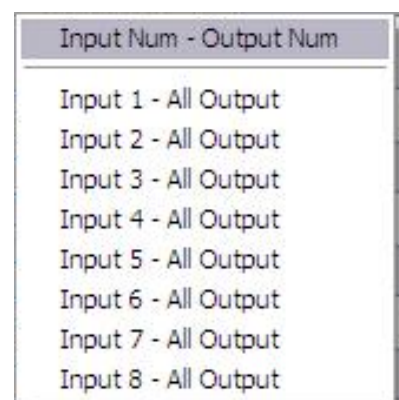 Input Num - Output Num
Input 1 - All Output
Input 2 - All Output
Input 3 - All Output
Input 4 - All Output
Input 5 - All Output
Input 6 - All Output
Input 7 - All Output
Input 8 - All Output